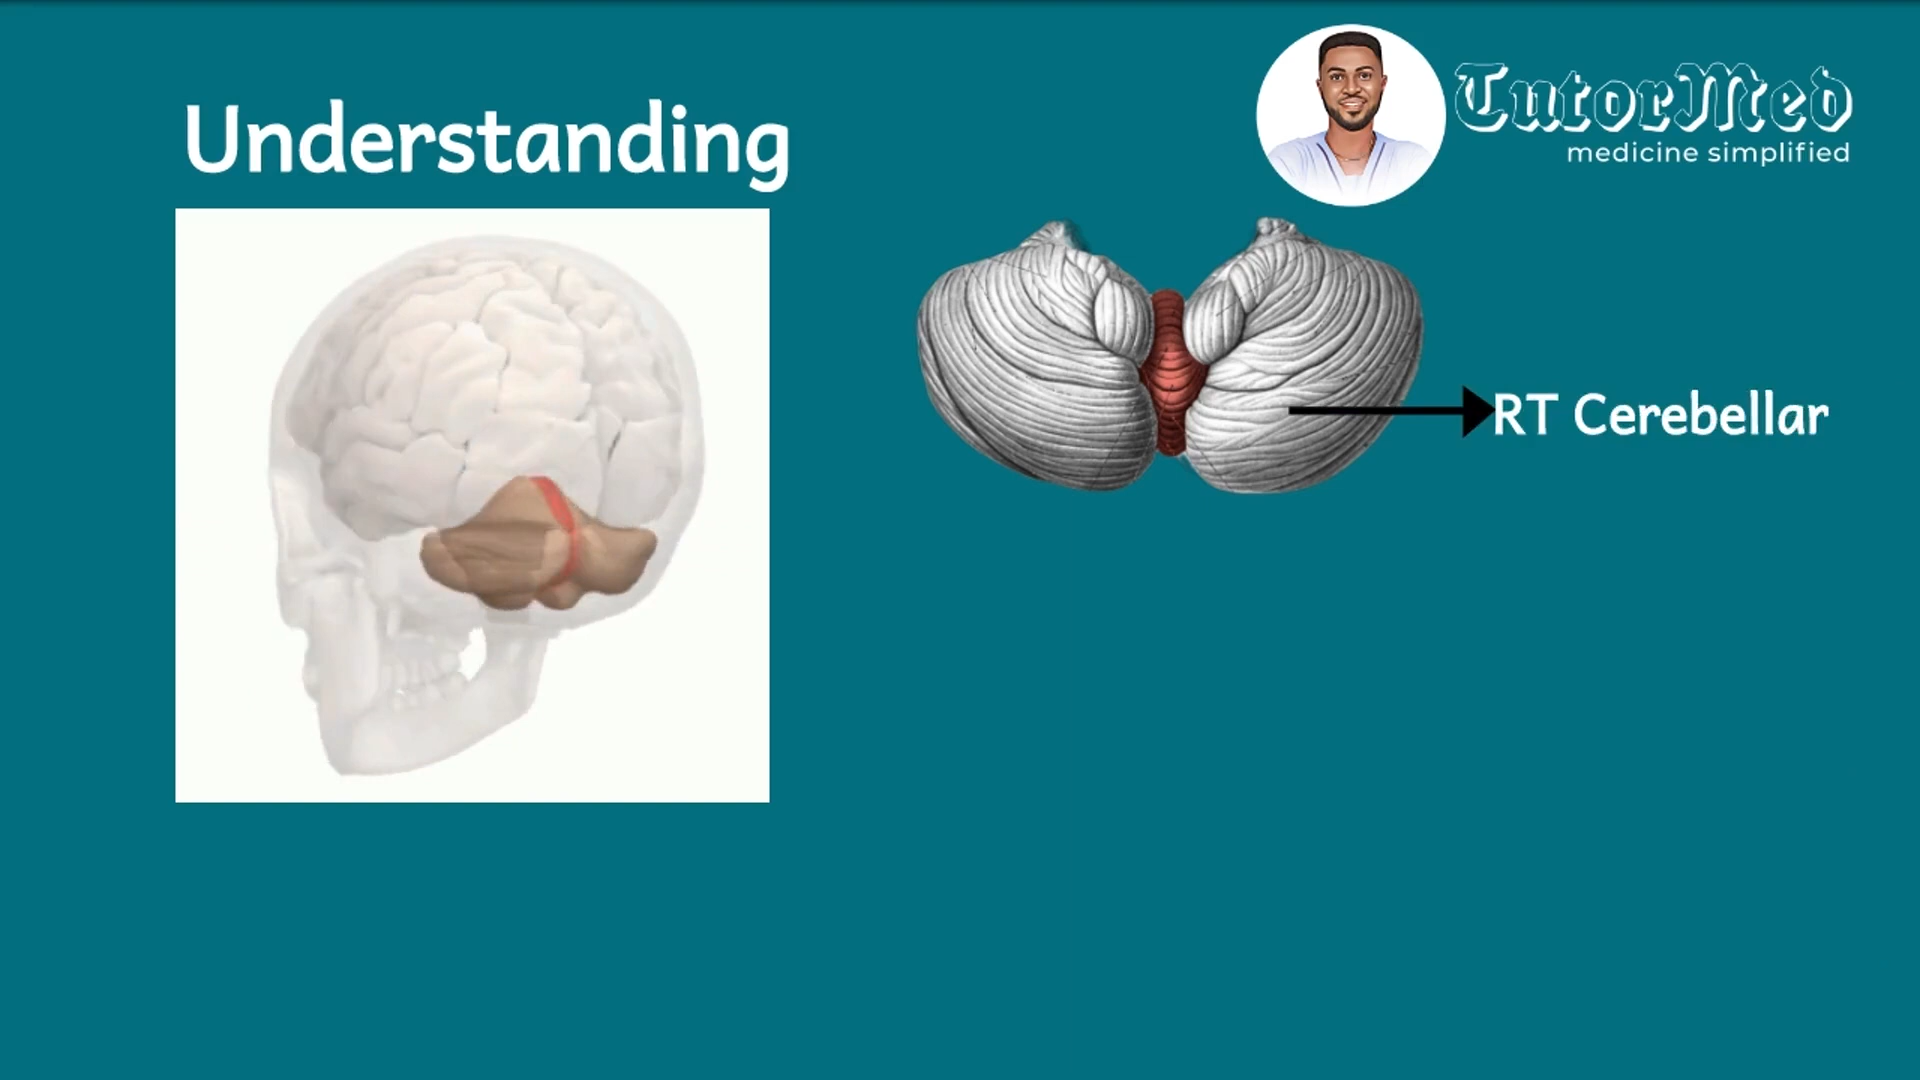 TutorMed
medicine simplified
Understanding
RT Cerebellar